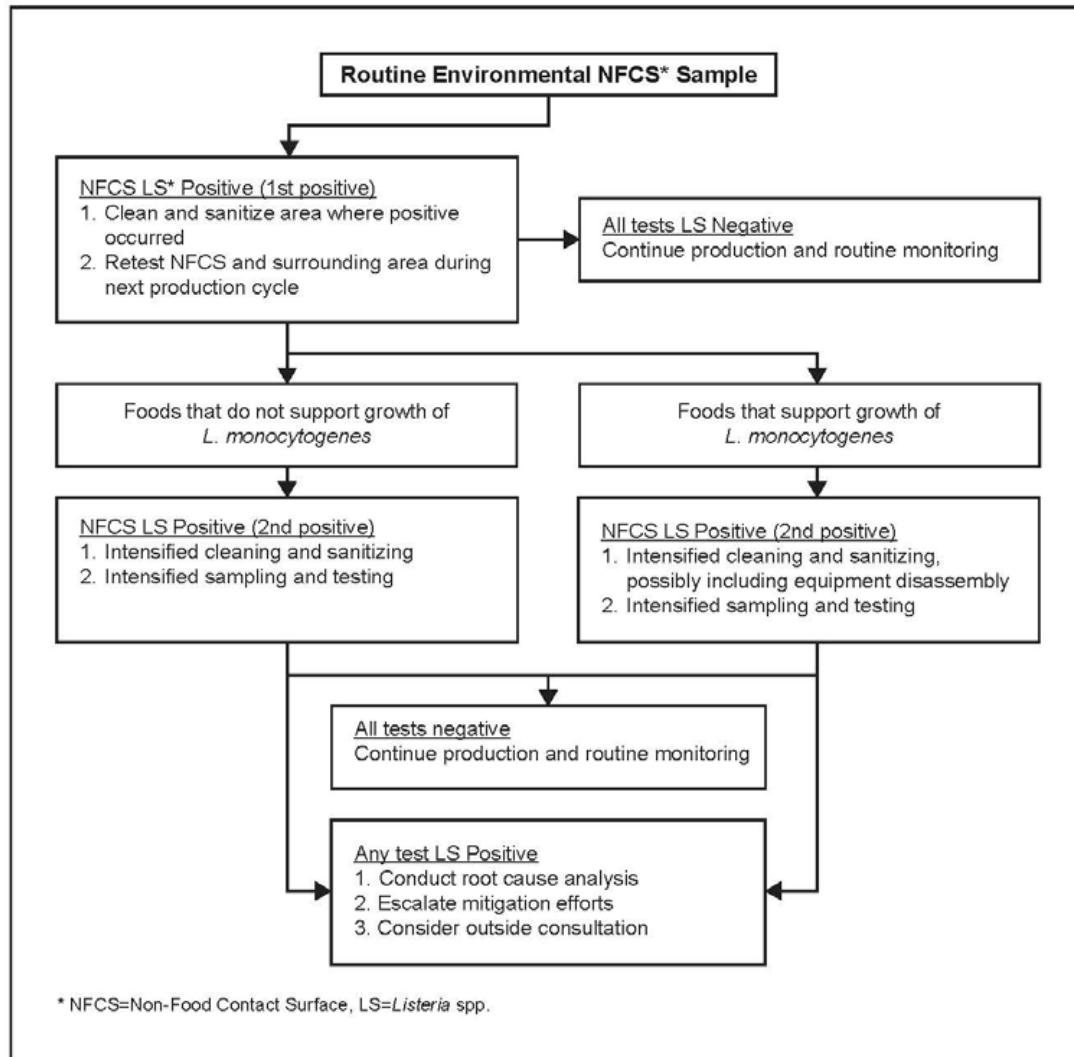 Routine Environmental NFCS* Sample
NFCS LS* Positive (1st positive)
1. Clean and sanitize area where positive
occurred
2. Retest NFCS and surrounding area during
next production cycle
All tests LS Negative
Continue production and routine monitoring
Foods that do not support growth of
L. monocytogenes
Foods that support growth of
L. monocytogenes
NFCS LS Positive (2nd positive)
1. Intensified cleaning and sanitizing
2. Intensified sampling and testing
NFCS LS Positive (2nd positive)
1. Intensified cleaning and sanitizing,
possibly including equipment disassembly
2. Intensified sampling and testing
All tests negative
Continue production and routine monitoring
Any test LS Positive
1. Conduct root cause analysis
2. Escalate mitigation efforts
3. Consider outside consultation
* NFCS=Non-Food Contact Surface, LS=Listeria spp.